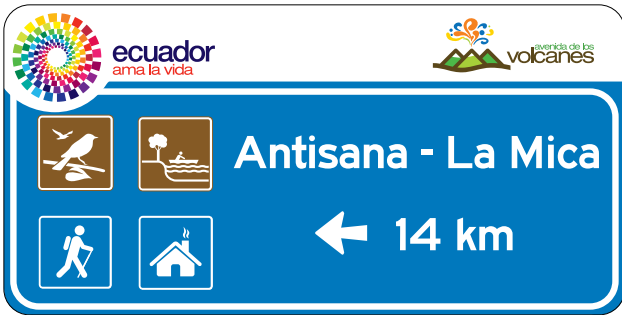 ecuador
ama la vida
avenida de los
volcanes
Antisana - La Mica
14 km